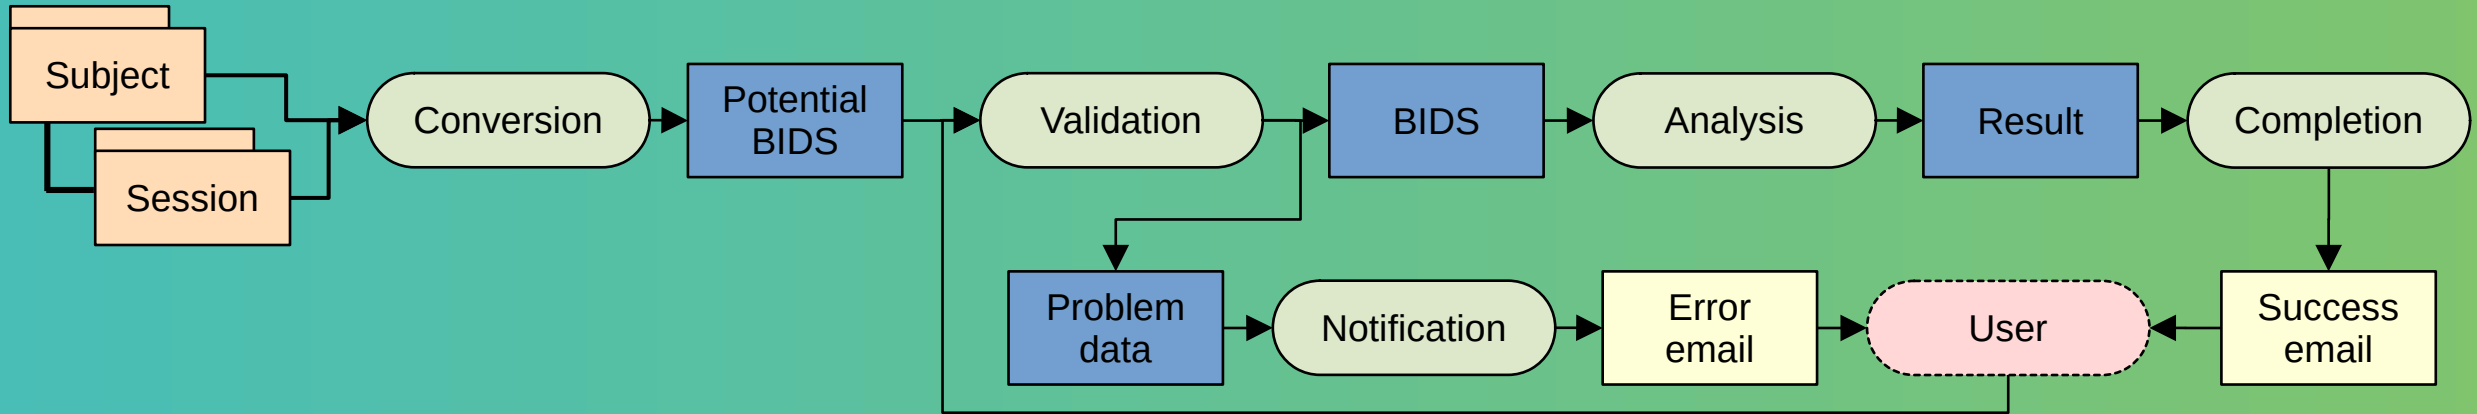 Subject
Session
Conversion
Potential
BIDS
Validation
BIDS
Analysis
Result
Completion
Problem
data
Notification
Error
email
User
Success
email